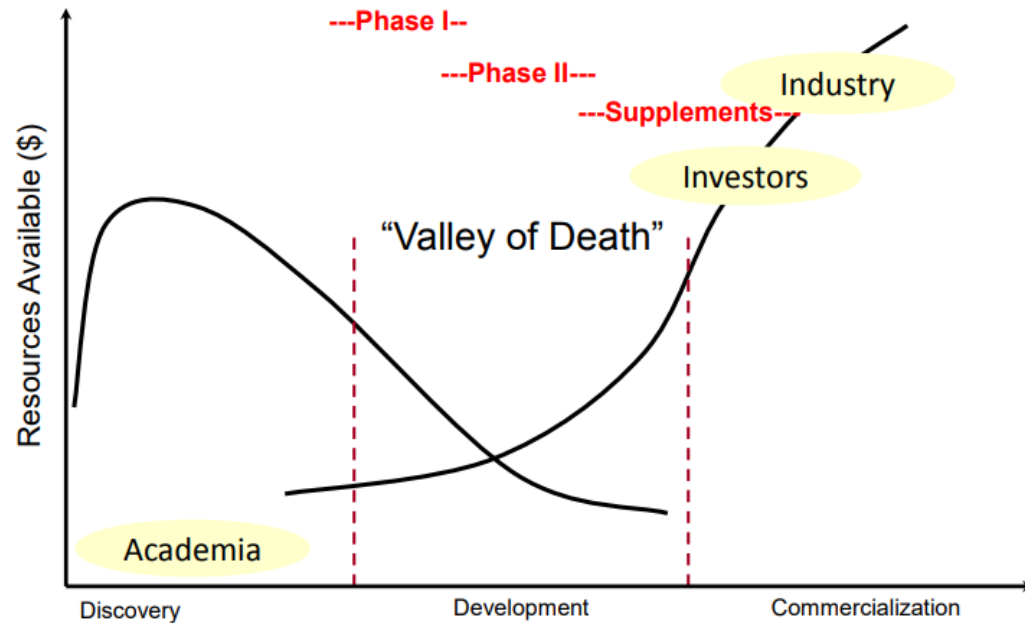 ---Phase I--
---Phase II---
---Supplements---
Industry
Investors
“Valley of Death”
Resources Available ($)
Academia
Discovery
Development
Commercialization